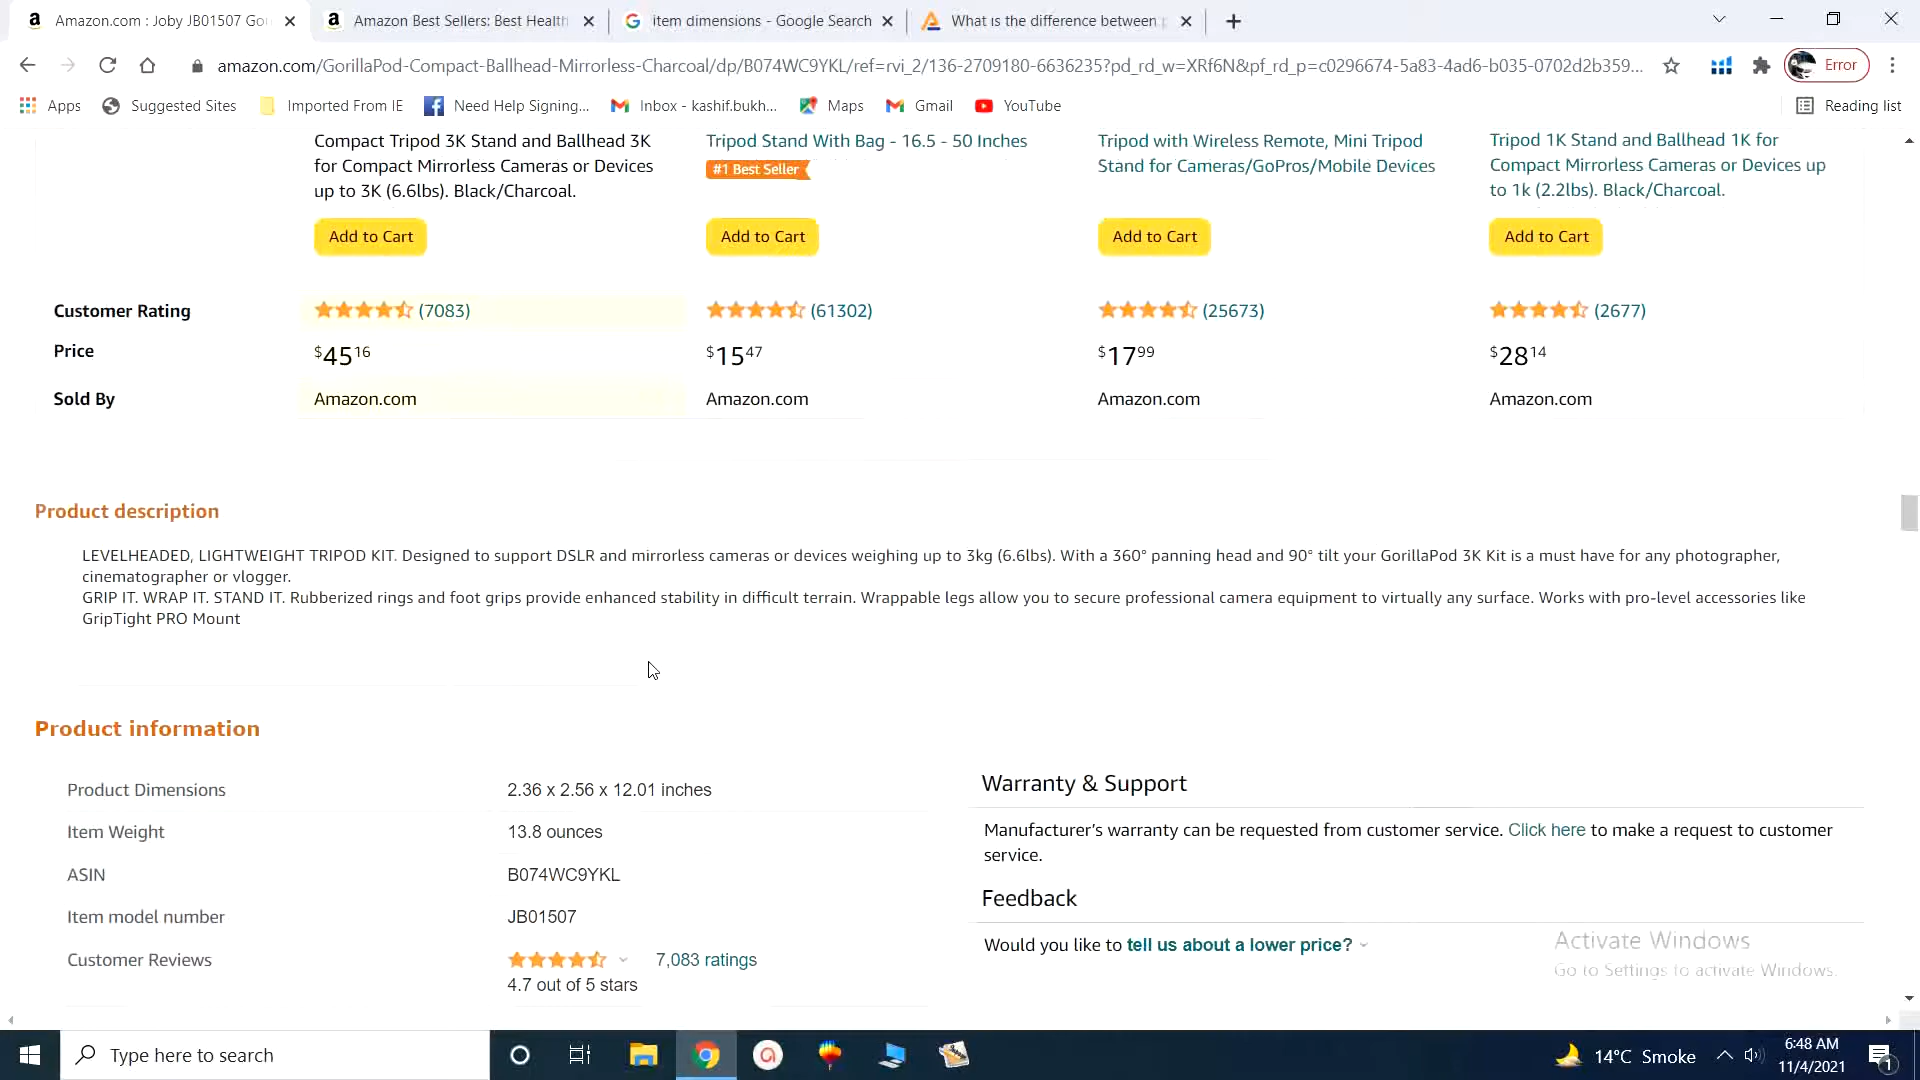 Amazon.com : Joby JB01507 Go
Amazon Best Sellers: Best Health
item dimensions - Google Search
What is the difference between p
amazon.com/GorillaPod-Compact-Ballhead-Mirrorless-Charcoal/dp/B074WC9YKL/ref=rvi_2/136-2709180-6636235?pd_rd_w=XRf6N&pf_rd_p=c0296674-5a83-4ad6-b035-0702d2b359...
Error
Apps
Suggested Sites
Imported From IE
Need Help Signing...
Inbox - kashif.bukh...
Maps
Gmail
YouTube
Reading list
Compact Tripod 3K Stand and Ballhead 3K
for Compact Mirrorless Cameras or Devices
up to 3K (6.6lbs). Black/Charcoal.
Tripod Stand With Bag - 16.5 - 50 Inches
#1 Best Seller
Tripod with Wireless Remote, Mini Tripod
Stand for Cameras/GoPros/Mobile Devices
Tripod 1K Stand and Ballhead 1K for
Compact Mirrorless Cameras or Devices up
to 1k (2.2lbs). Black/Charcoal.
Add to Cart
Add to Cart
Add to Cart
Add to Cart
Customer Rating
(7083)
(61302)
(25673)
(2677)
Price
$45 16
$15 47
$17 99
$28 14
Sold By
Amazon.com
Amazon.com
Amazon.com
Amazon.com
Product description
LEVELHEADED, LIGHTWEIGHT TRIPOD KIT. Designed to support DSLR and mirrorless cameras or devices weighing up to 3kg (6.6lbs). With a 360° panning head and 90° tilt your GorillaPod 3K Kit is a must have for any photographer,
cinematographer or vlogger.
GRIP IT. WRAP IT. STAND IT. Rubberized rings and foot grips provide enhanced stability in difficult terrain. Wrappable legs allow you to secure professional camera equipment to virtually any surface. Works with pro-level accessories like
GripTight PRO Mount
Product information
Product Dimensions
2.36 x 2.56 x 12.01 inches
Item Weight
13.8 ounces
ASIN
B074WC9YKL
Item model number
JB01507
Customer Reviews
7,083 ratings
4.7 out of 5 stars
Warranty & Support
Manufacturer's warranty can be requested from customer service. Click here to make a request to customer
service.
Feedback
Would you like to tell us about a lower price?
Activate Windows
Go to Settings to activate Windows.
Type here to search
14°C Smoke
6:48 AM
11/4/2021
1